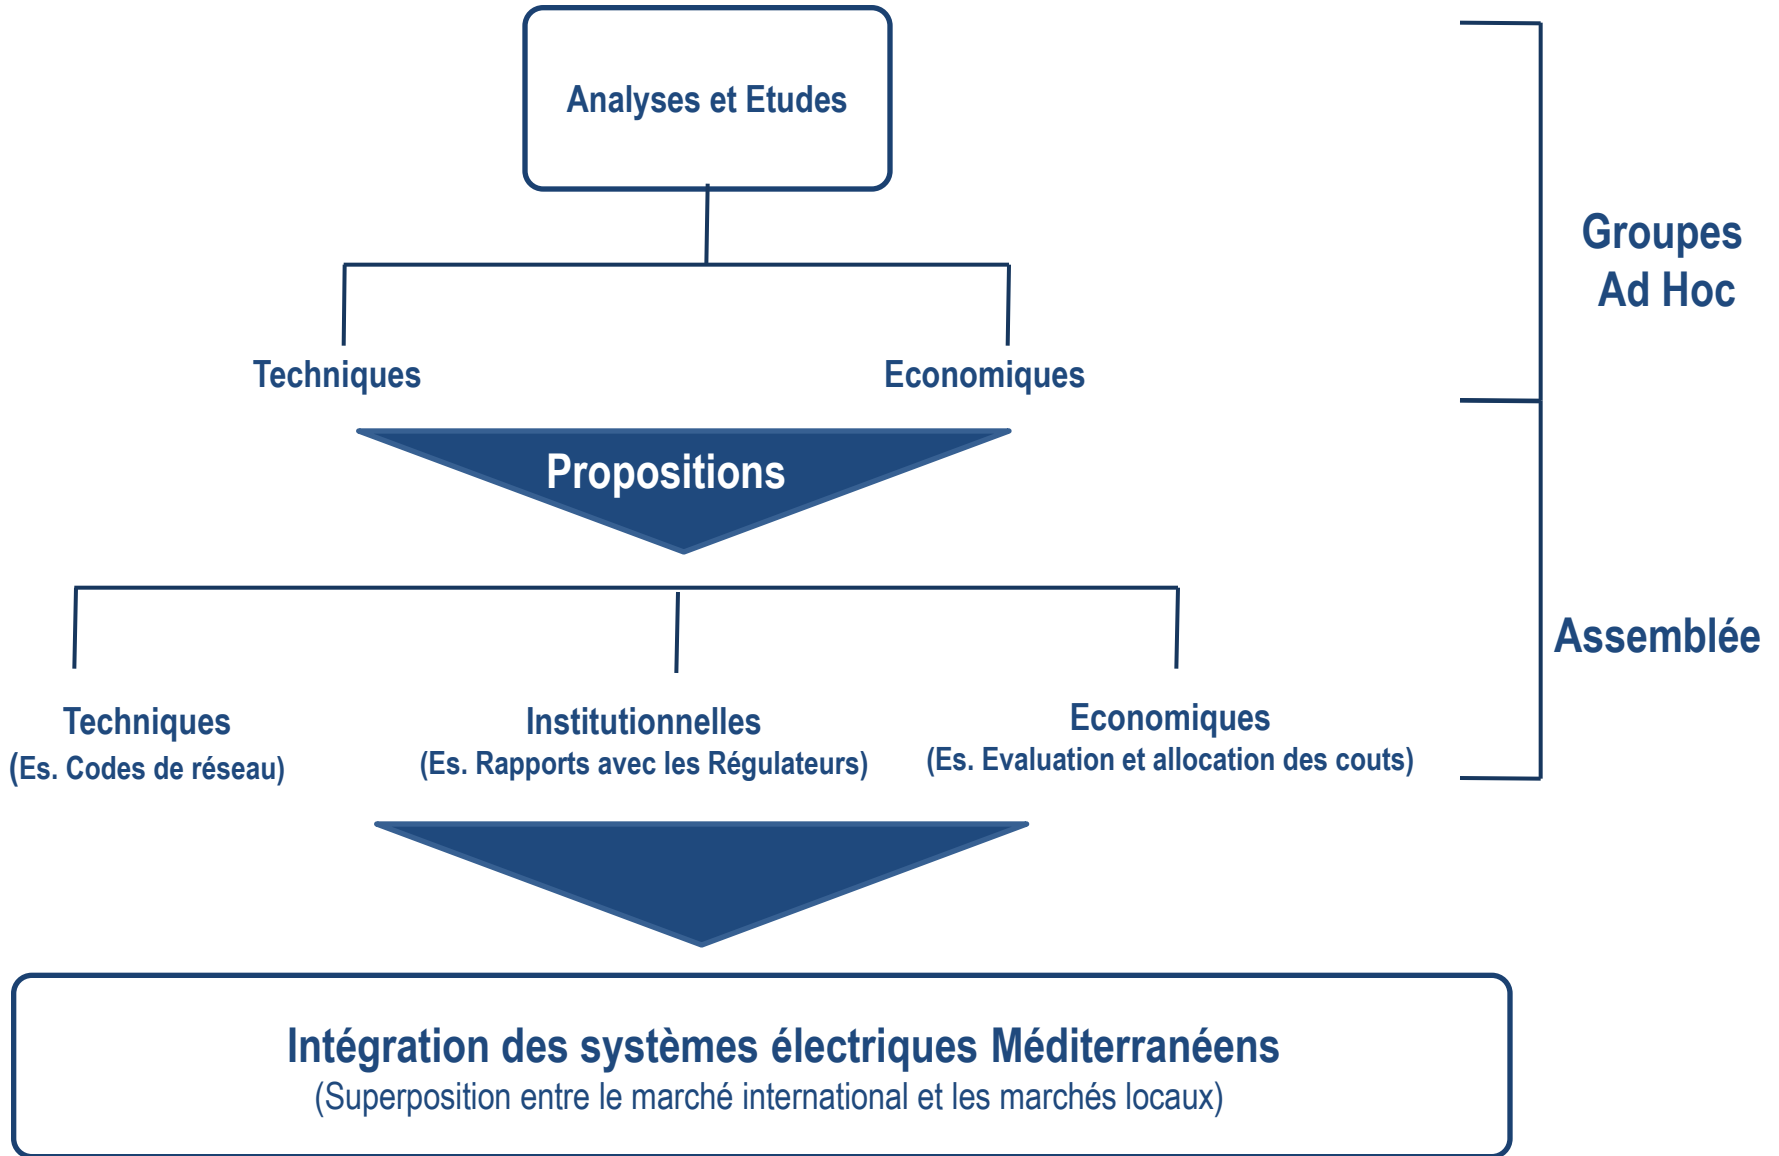 Analyses et Etudes
Groupes
Ad Hoc
Techniques
Economiques
Propositions
Assemblée
Techniques
(Es. Codes de réseau)
Institutionnelles
(Es. Rapports avec les Régulateurs)
Economiques
(Es. Evaluation et allocation des couts)
Intégration des systèmes électriques Méditerranéens
(Superposition entre le marché international et les marchés locaux)